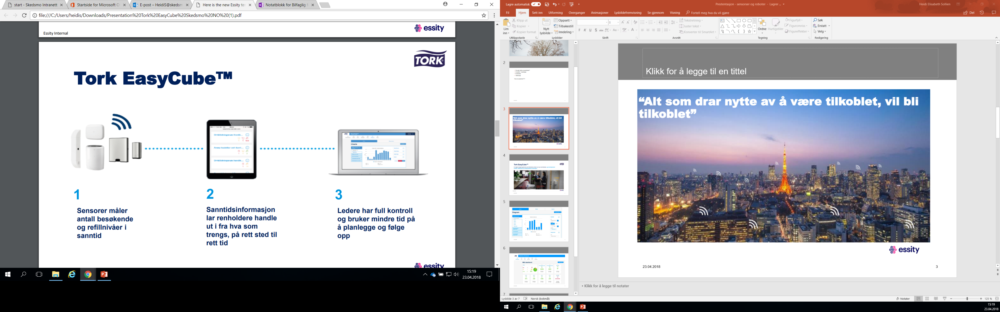 start - Skedsmo Intranett
Startside for Microsoft O
E-post – HeidiS@skedsm
Here is the new Essity te
Notatblokk for Bilfaglig f
file:///C:/Users/heidis/Downloads/Presentation%20Tork%20EasyCube%20Skedsmo%20NO%20(1).pdf
Essity Internal
essity
TORK
Tork EasyCube™
1
Sensorer måler
antall besøkende
og refillnivåer i
sanntid
2
Sanntidsinformasjon
lar renholdere handle
ut i fra hva som
trengs, på rett sted til
rett tid
3
Ledere har full kontroll
og bruker mindre tid på
å planlegge og følge
opp
essity
15:19
23.04.2018
Lagre automatisk
Prestentasjon - sensorser og roboter - Lagrer ...
Heidi Elisabeth Sollien
Fil Hjem Sett inn Utforming Overganger Animasjoner Lysbildefremvisning Se gjennom Visning Fortell meg hva du vil gjøre
Del
Lim
inn
Klipp ut
Kopier
Kopier format
Utklippstavle
Nytt
lysbilde
Oppsett
Tilbakestill
Inndeling
Lysbilder
8
F K U S abc AV Aa A
Skrift
Tekstretning
Juster tekst
Konverter til SmartArt
Avsnitt
Ordne
Hurtigstiler
Figurfyll
Figuromriss
Figureffekter
Tegning
Søk
Erstatt
Velg
Redigering
2
3
"Alt som drar nytte av å være tilkoblet, vil bli
tilkoblet"
essity
4
Tork EasyCube™
5
Diagram
6
Mitt dashbord
7
Klikk for å legge til en tittel
“Alt som drar nytte av å være tilkoblet, vil bli
tilkoblet”
essity
23.04.2018
3
• Klikk for å legge til notater
Lysbilde 3 av 7
Norsk (bokmål)
Notater
125 %
15:19
23.04.2018